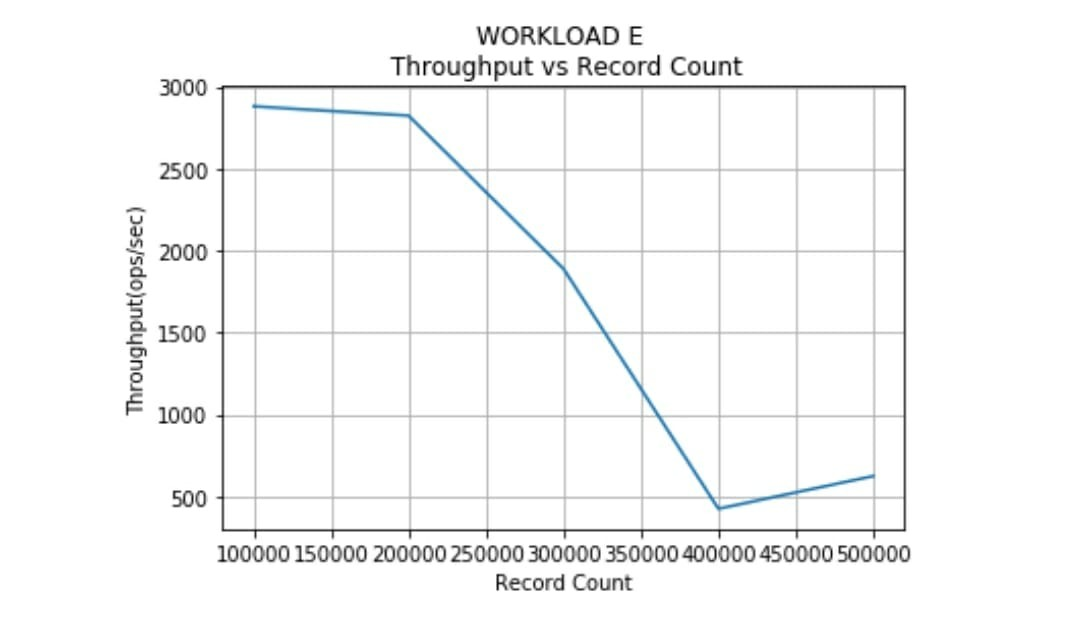 WORKLOAD E
Throughput vs Record Count
3000
2500
2000
1500
1000
500
Throughput(ops/sec)
100000 150000 200000 250000 300000 350000 400000 450000 500000
Record Count